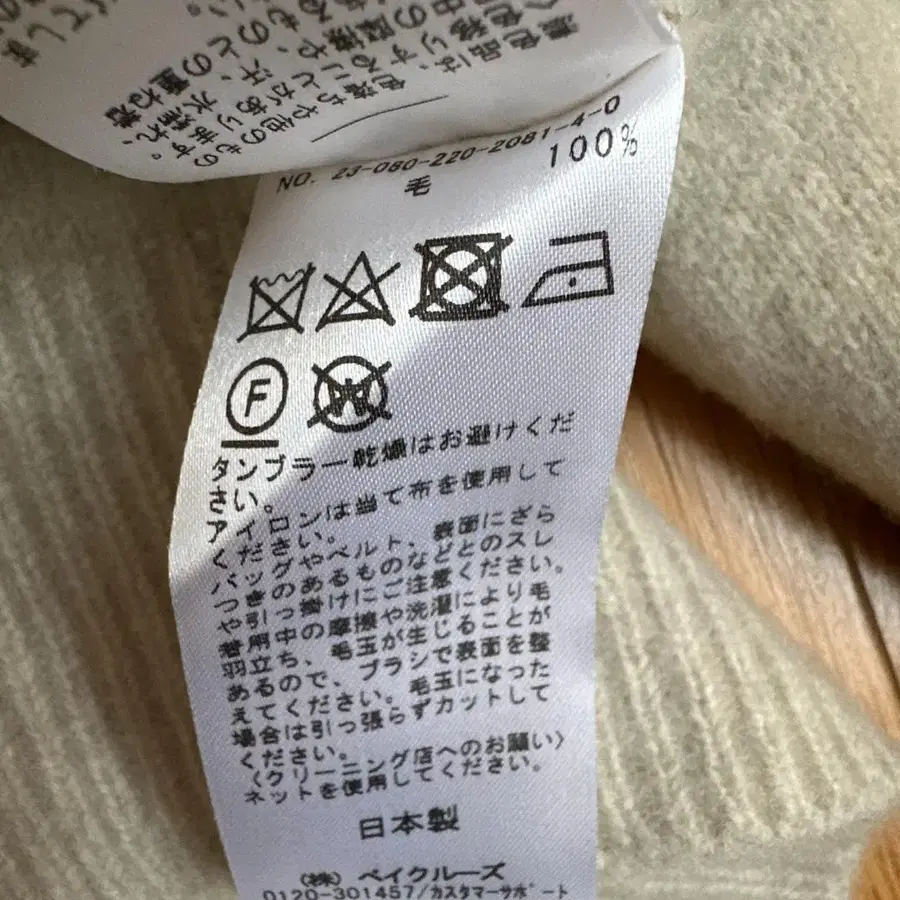 NO. 23-080-220-2081-4-0
毛 100%
F
W
タンブラー乾燥はお避けくだ
さい。
アイロンは当て布を使用して
ください。
バッグやベルト、表面にざら
つきのあるものなどとのスレ
や引っ掛けにご注意ください。
着用中の摩擦や洗濯により毛
羽立ち、毛玉が生じることが
あるので、ブラシで表面を整
えてください。毛玉になった
場合は引っ張らずカットして
ください。
〈クリーニング店へのお願い〉
ネットを使用してください。
日本製
(株) ベイクルーズ
0120-301457/カスタマーサポート